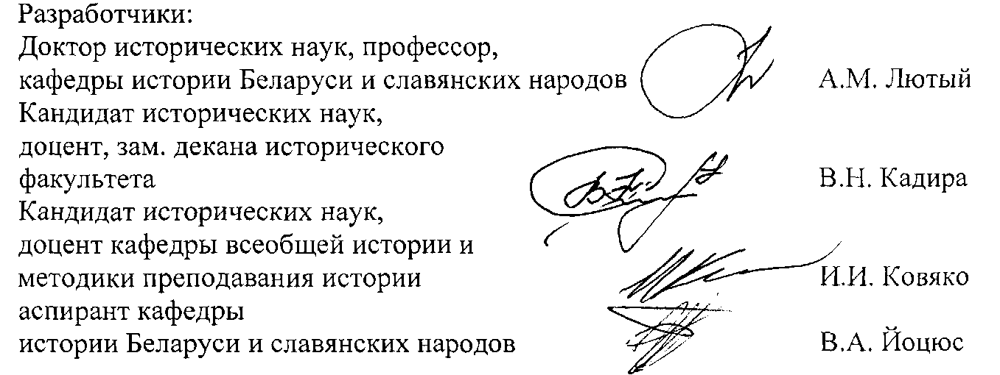 Разработчики:
Доктор исторических наук, профессор,
кафедры истории Беларуси и славянских народов А.М. Лютый
Кандидат исторических наук,
доцент, зам. декана исторического
факультета В.Н. Кадира
Кандидат исторических наук,
доцент кафедры всеобщей истории и
методики преподавания истории И.И. Ковяко
аспирант кафедры
истории Беларуси и славянских народов В.А. Йоцюс